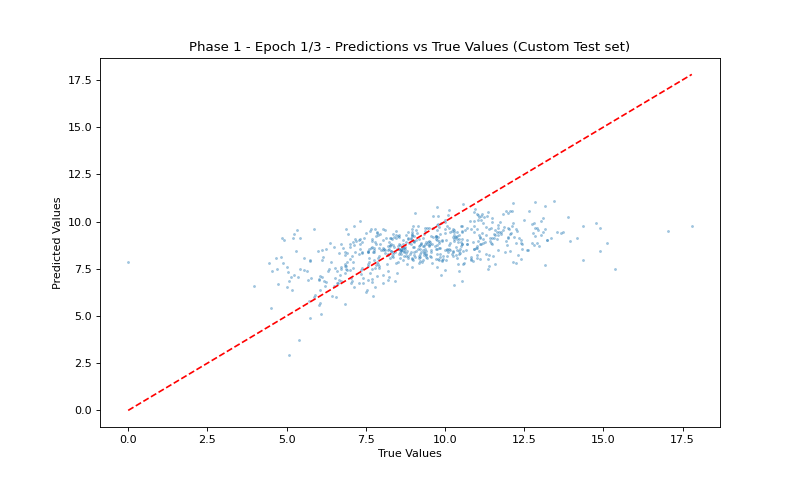 Phase 1 - Epoch 1/3 - Predictions vs True Values (Custom Test set)
Predicted Values
17.5
15.0
12.5
10.0
7.5
5.0
2.5
0.0
0.0 2.5 5.0 7.5 10.0 12.5 15.0 17.5
True Values